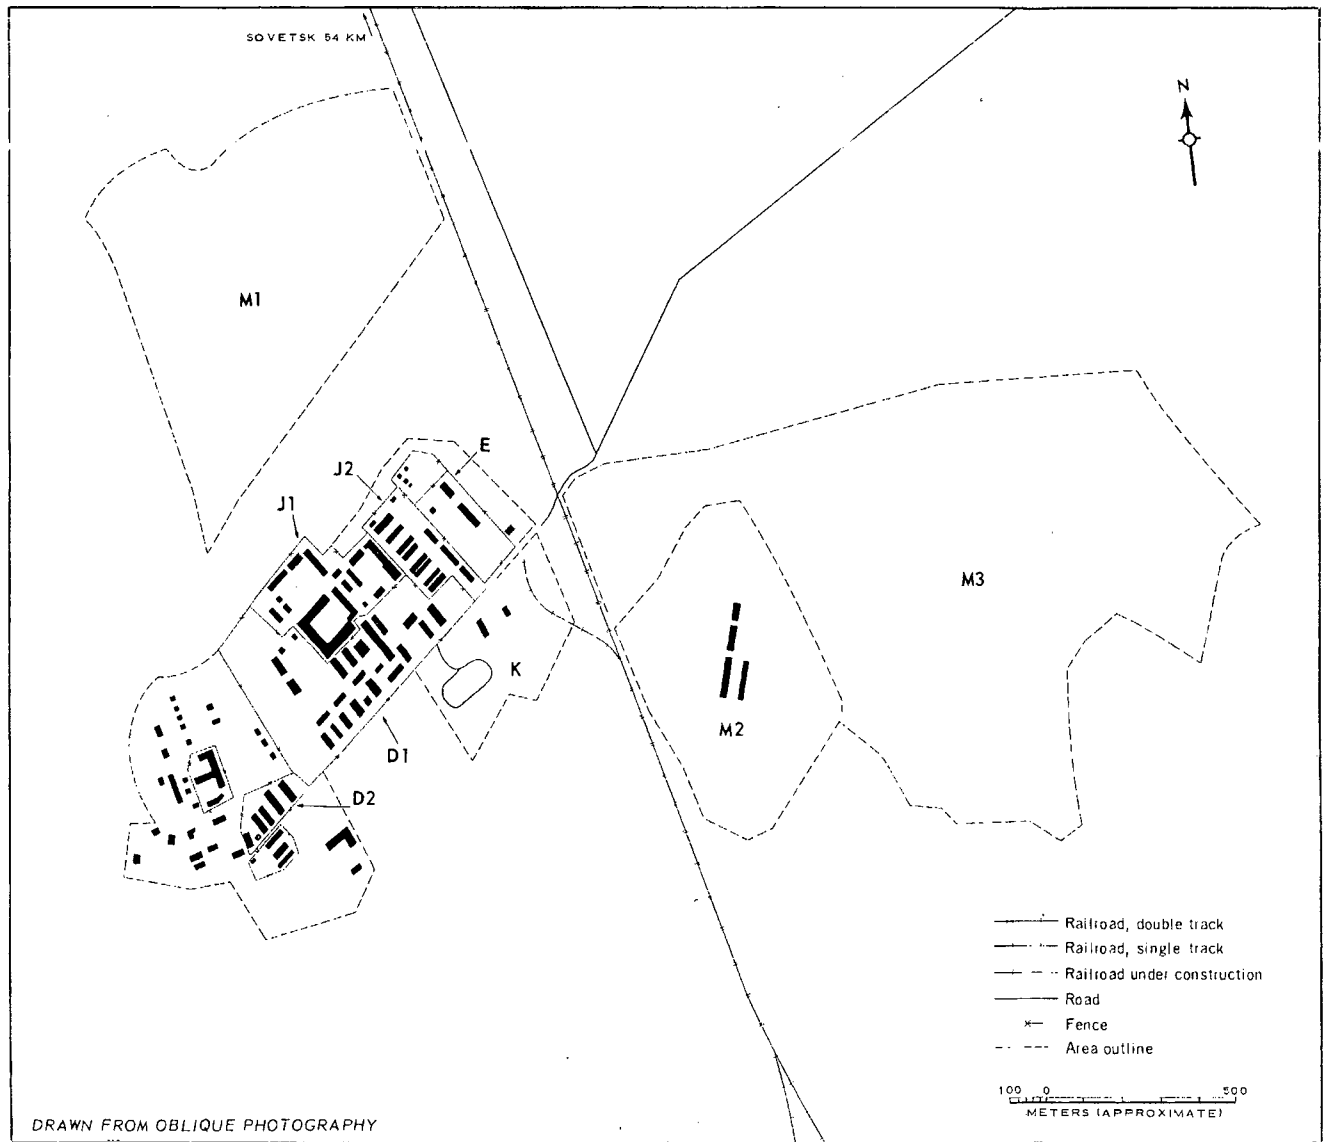 SOVETSK 54 KM
N
M1
E
J2
J1
M3
K
M2
D1
D2
Railroad, double track
Railroad, single track
Railroad under construction
Road
Fence
Area outline
100 0 500
METERS (APPROXIMATE)
DRAWN FROM OBLIQUE PHOTOGRAPHY